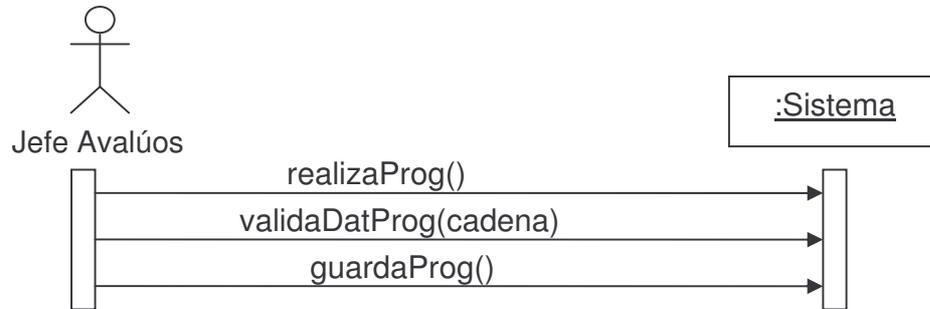 :Sistema
Jefe Avalúos
realizaProg()
validaDatProg(cadena)
guardaProg()